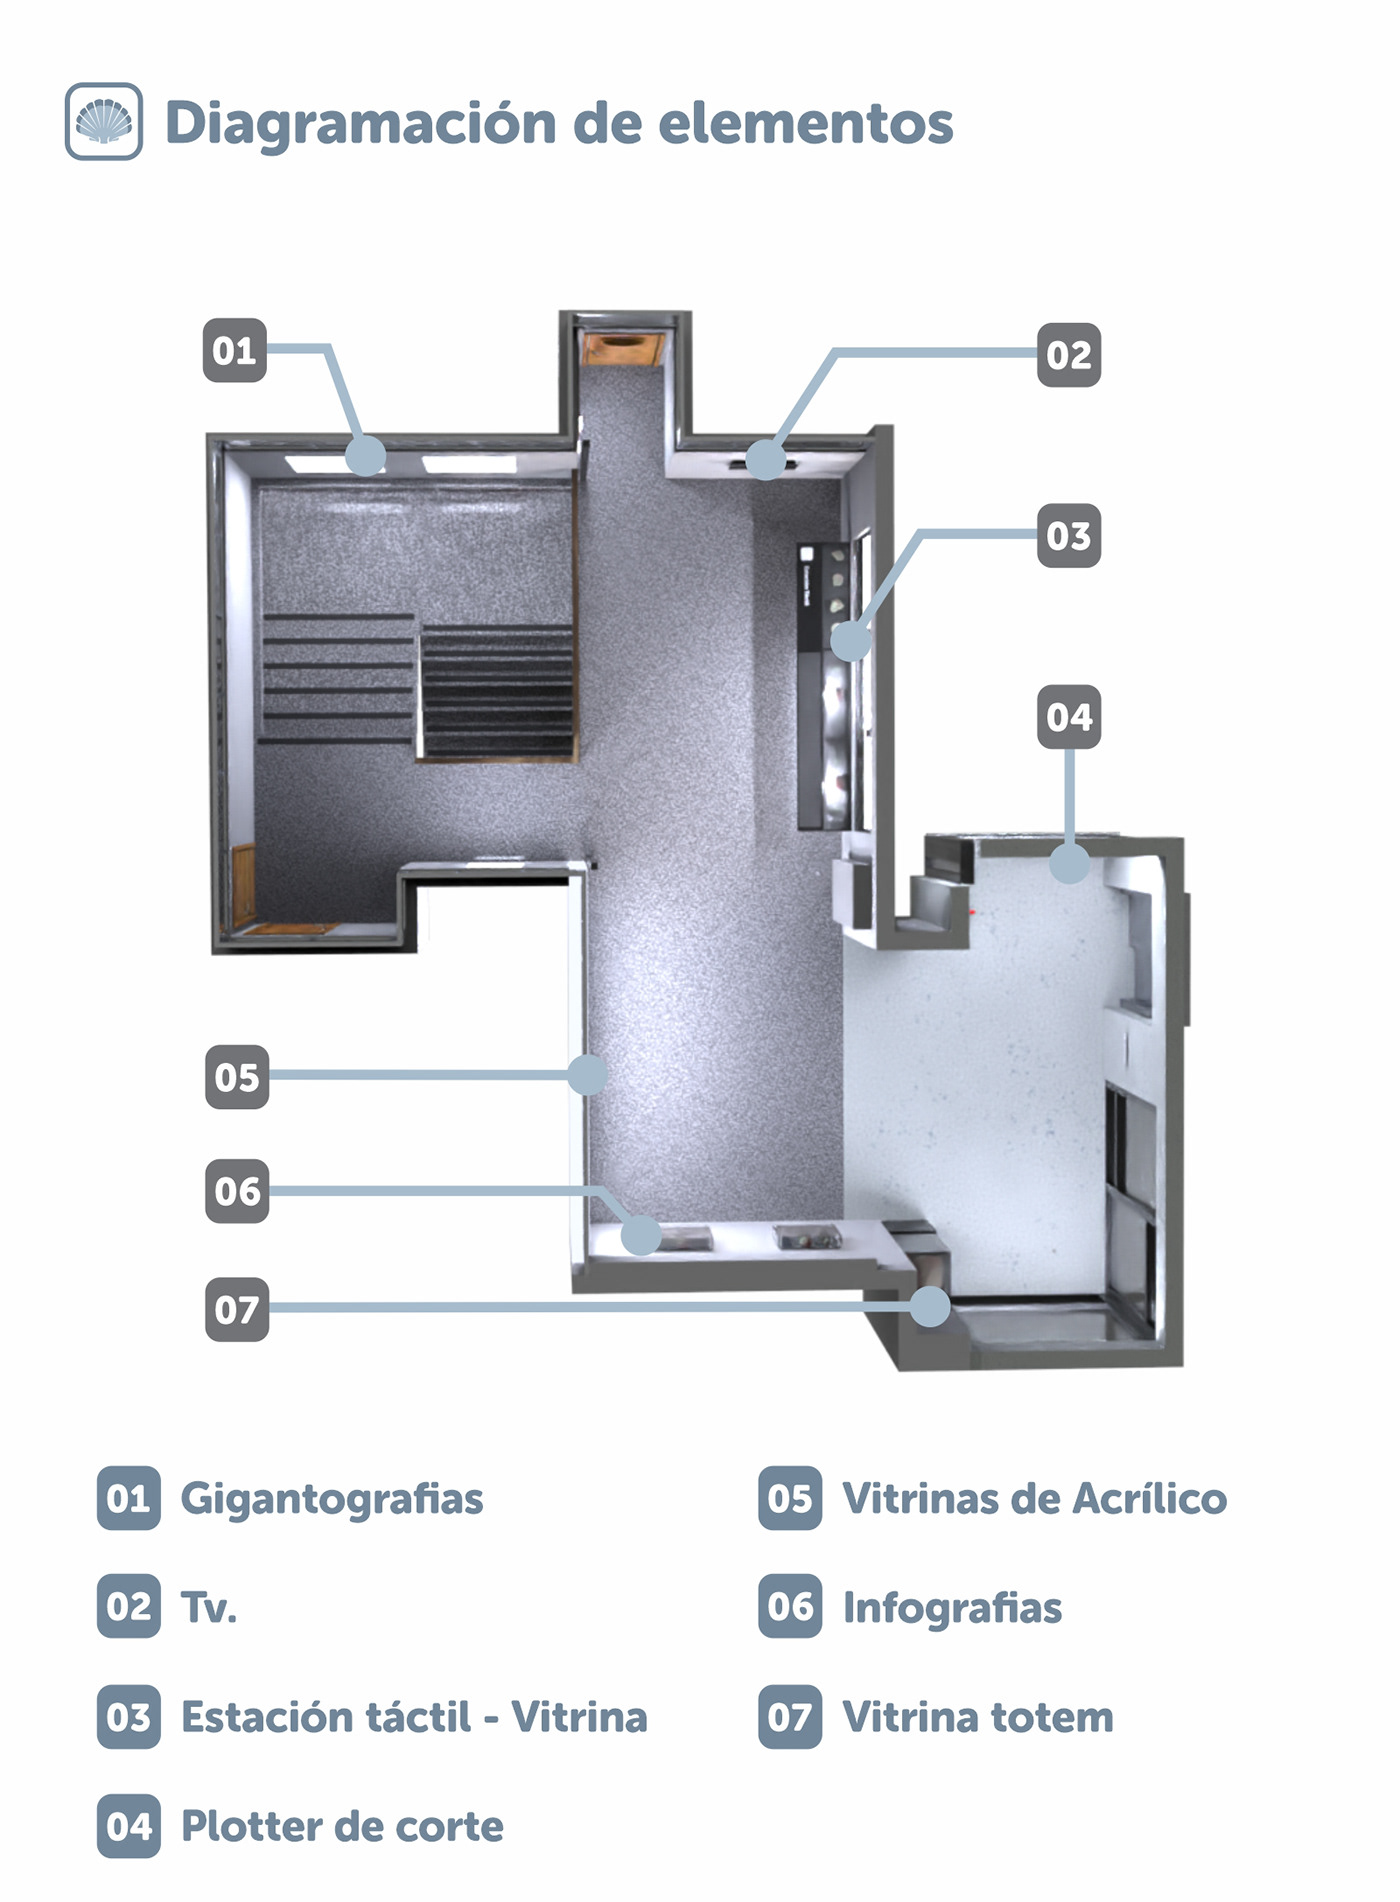 Diagramación de elementos
01
02
03
04
05
06
07
01 Gigantografias
02 Tv.
03 Estación táctil - Vitrina
04 Plotter de corte
05 Vitrinas de Acrílico
06 Infografias
07 Vitrina totem